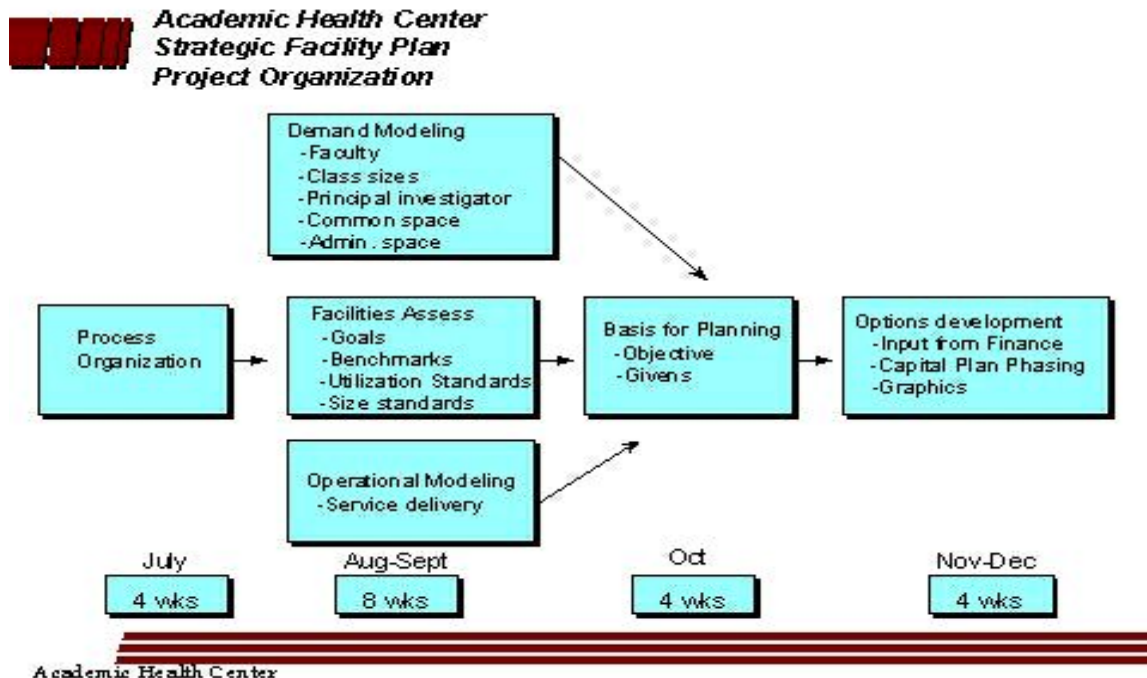 Academic Health Center
Strategic Facility Plan
Project Organization
Demand Modeling
-Faculty
-Class sizes
-Principal investigator
-Common space
-Admin. space
Process
Organization
Facilities Assess
-Goals
-Benchmarks
-Utilization Standards
-Size standards
Basis for Planning
-Objective
-Givens
Options development
-Input from Finance
-Capital Plan Phasing
-Graphics
Operational Modeling
-Service delivery
July
4 wks
Aug-Sept
8 wks
Oct
4 wks
Nov-Dec
4 wks
Academic Health Center